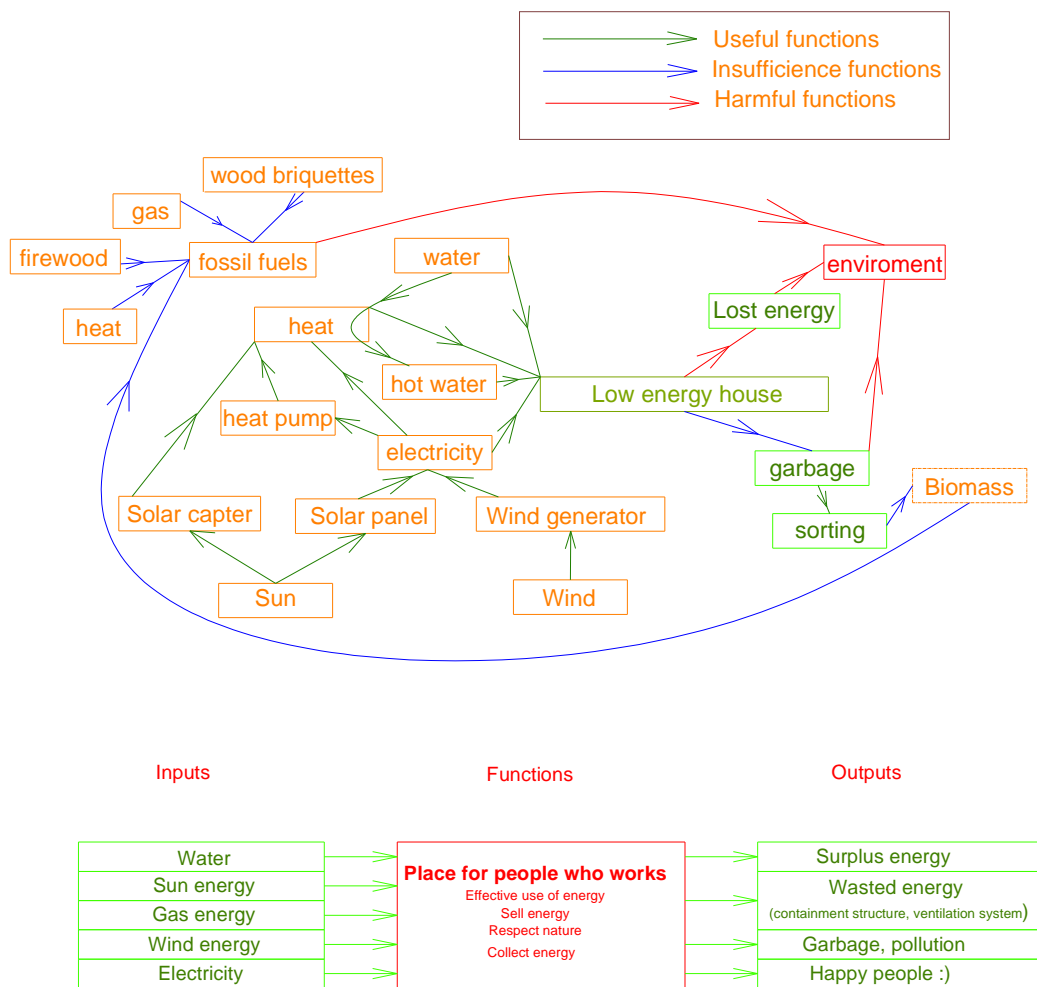 Useful functions
Insufficience functions
Harmful functions
wood briquettes
gas
firewood
fossil fuels
water
enviroment
heat
heat
Lost energy
hot water
Low energy house
heat pump
electricity
garbage
Biomass
Solar capter
Solar panel
Wind generator
sorting
Sun
Wind
Inputs
Functions
Outputs
Water
Sun energy
Gas energy
Wind energy
Electricity
Place for people who works
Effective use of energy
Sell energy
Respect nature
Collect energy
Surplus energy
Wasted energy
(containment structure, ventilation system)
Garbage, pollution
Happy people :)